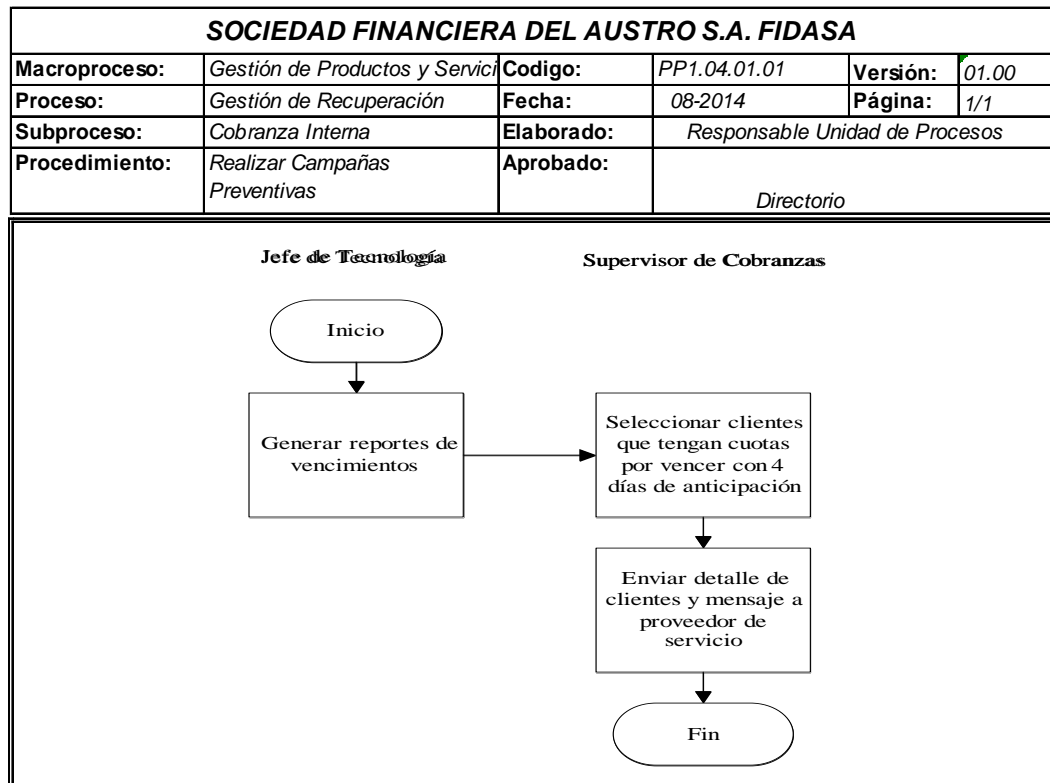 SOCIEDAD FINANCIERA DEL AUSTRO S.A. FIDASA
Macroproceso: Gestión de Productos y Servici Codigo: PP1.04.01.01 Versión: 01.00
Proceso: Gestión de Recuperación Fecha: 08-2014 Página: 1/1
Subproceso: Cobranza Interna Elaborado: Responsable Unidad de Procesos
Procedimiento: Realizar Campañas Aprobado:
Preventivas
Directorio
Jefe de Tecnología
Supervisor de Cobranzas
Inicio
Generar reportes de
vencimientos
Seleccionar clientes
que tengan cuotas
por vencer con 4
días de anticipación
Enviar detalle de
clientes y mensaje a
proveedor de
servicio
Fin